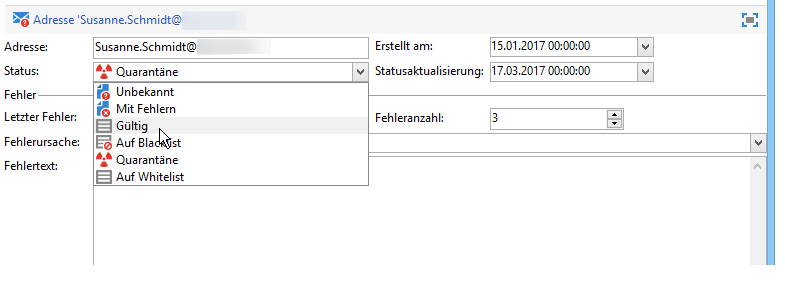 Adresse 'Susanne.Schmidt@
Adresse: Susanne.Schmidt@ Erstellt am: 15.01.2017 00:00:00
Status: Quarantäne Statusaktualisierung: 17.03.2017 00:00:00
Fehler
Unbekannt
Mit Fehlern
Letzter Fehler: Fehleranzahl: 3
Gültig
Fehlerursache: Auf Blacklist
Quarantäne
Fehlertext:
Auf Whitelist